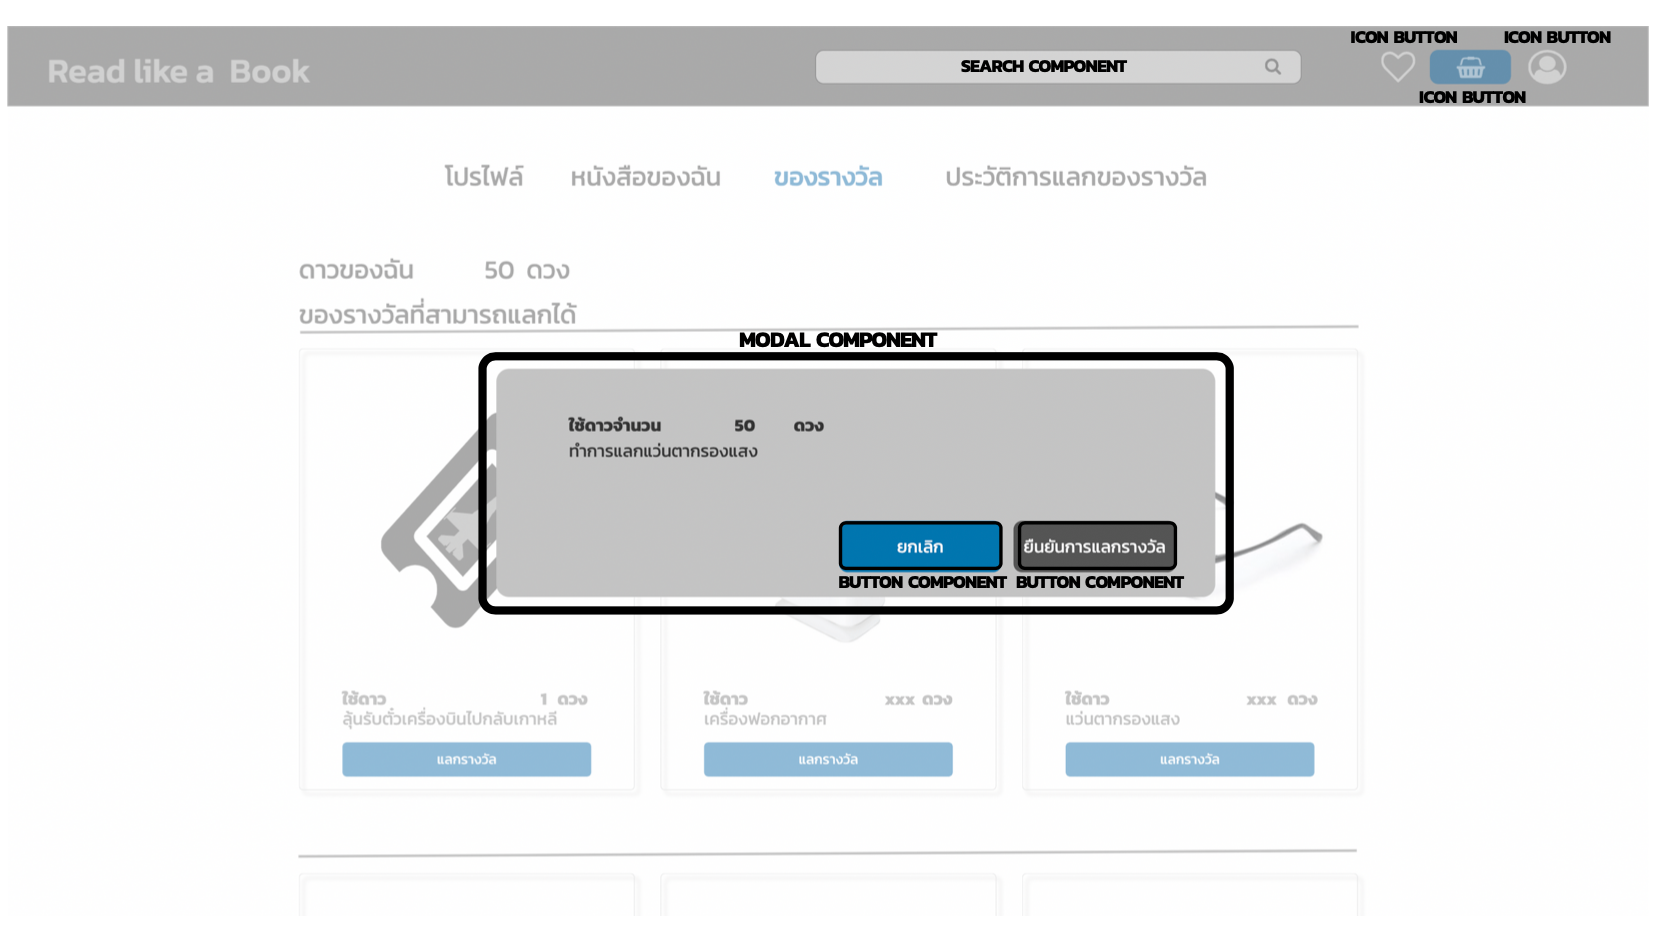 ICON BUTTON ICON BUTTON
Read like a Book
SEARCH COMPONENT
ICON BUTTON
โปรไฟล์ หนังสือของฉัน ของรางวัล ประวัติการแลกของรางวัล
ดาวของฉัน 50 ดวง
ของรางวัลที่สามารถแลกได้
MODAL COMPONENT
ใช้ดาวจำนวน 50 ดวง
ทำการแลกแว่นตากรองแสง
ยกเลิก ยืนยันการแลกรางวัล
BUTTON COMPONENT BUTTON COMPONENT
ใช้ดาว 1 ดวง
ลุ้นรับตั๋วเครื่องบินไปกลับเกาหลี
แลกรางวัล
ใช้ดาว xxx ดวง
เครื่องฟอกอากาศ
แลกรางวัล
ใช้ดาว xxx ดวง
แว่นตากรองแสง
แลกรางวัล